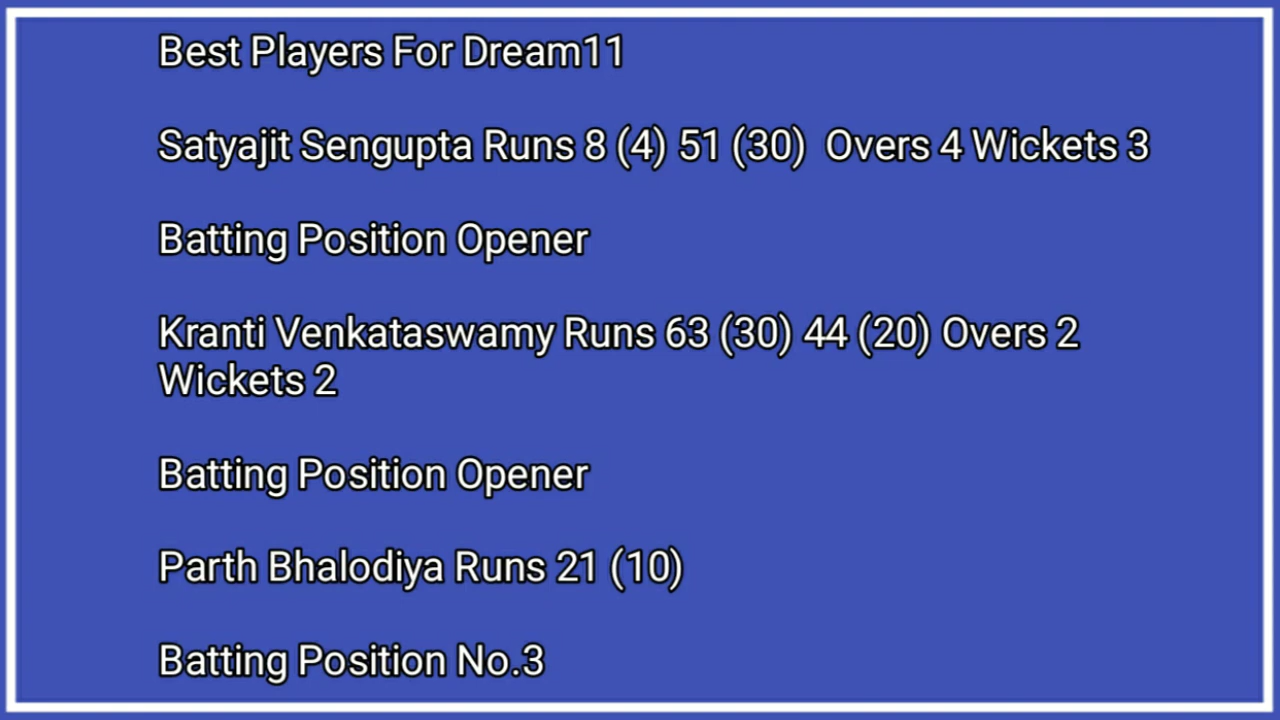 Best Players For Dream11
Satyajit Sengupta Runs 8 (4) 51 (30) Overs 4 Wickets 3
Batting Position Opener
Kranti Venkataswamy Runs 63 (30) 44 (20) Overs 2
Wickets 2
Batting Position Opener
Parth Bhalodiya Runs 21 (10)
Batting Position No.3